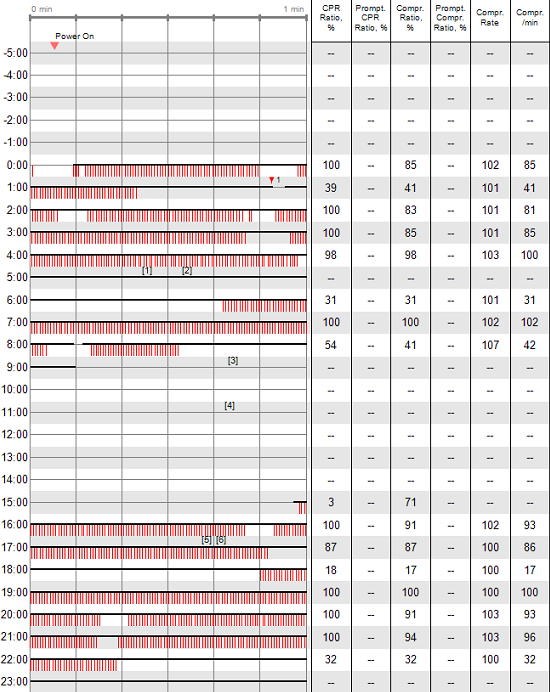 0 min 1 min CPR Ratio, % Prompt. CPR Ratio, % Compr. Ratio, % Prompt. Compr. Ratio, % Compr. Rate Compr. /min
Power On
-5:00 -- -- -- -- -- --
-4:00 -- -- -- -- -- --
-3:00 -- -- -- -- -- --
-2:00 -- -- -- -- -- --
-1:00 -- -- -- -- -- --
0:00 100 -- 85 -- 102 85
1
1:00 39 -- 41 -- 101 41
2:00 100 -- 83 -- 101 81
3:00 100 -- 85 -- 101 85
4:00 98 -- 98 -- 103 100
[1] [2]
5:00 -- -- -- -- -- --
6:00 31 -- 31 -- 101 31
7:00 100 -- 100 -- 102 102
8:00 54 -- 41 -- 107 42
[3]
9:00 -- -- -- -- -- --
10:00 -- -- -- -- -- --
[4]
11:00 -- -- -- -- -- --
12:00 -- -- -- -- -- --
13:00 -- -- -- -- -- --
14:00 -- -- -- -- -- --
15:00 3 -- 71 -- -- --
16:00 100 -- 91 -- 102 93
[5] [6]
17:00 87 -- 87 -- 100 86
18:00 18 -- 17 -- 100 17
19:00 100 -- 100 -- 100 100
20:00 100 -- 91 -- 103 93
21:00 100 -- 94 -- 103 96
22:00 32 -- 32 -- 100 32
23:00 -- -- -- -- -- --